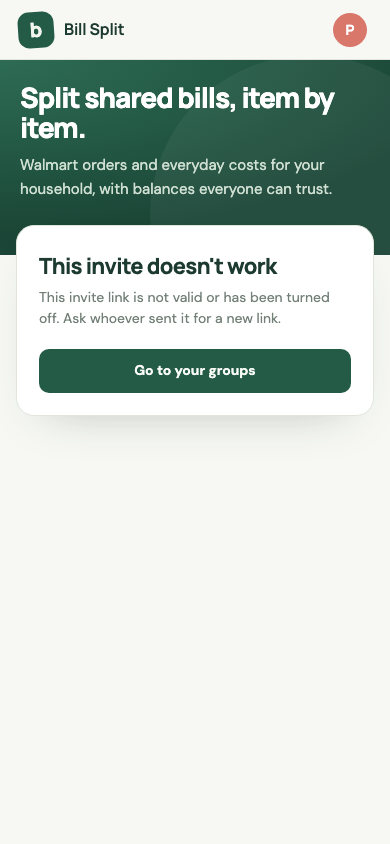 b
Bill Split
P
Split shared bills, item by
item.
Walmart orders and everyday costs for your
household, with balances everyone can trust.
This invite doesn't work
This invite link is not valid or has been turned
off. Ask whoever sent it for a new link.
Go to your groups